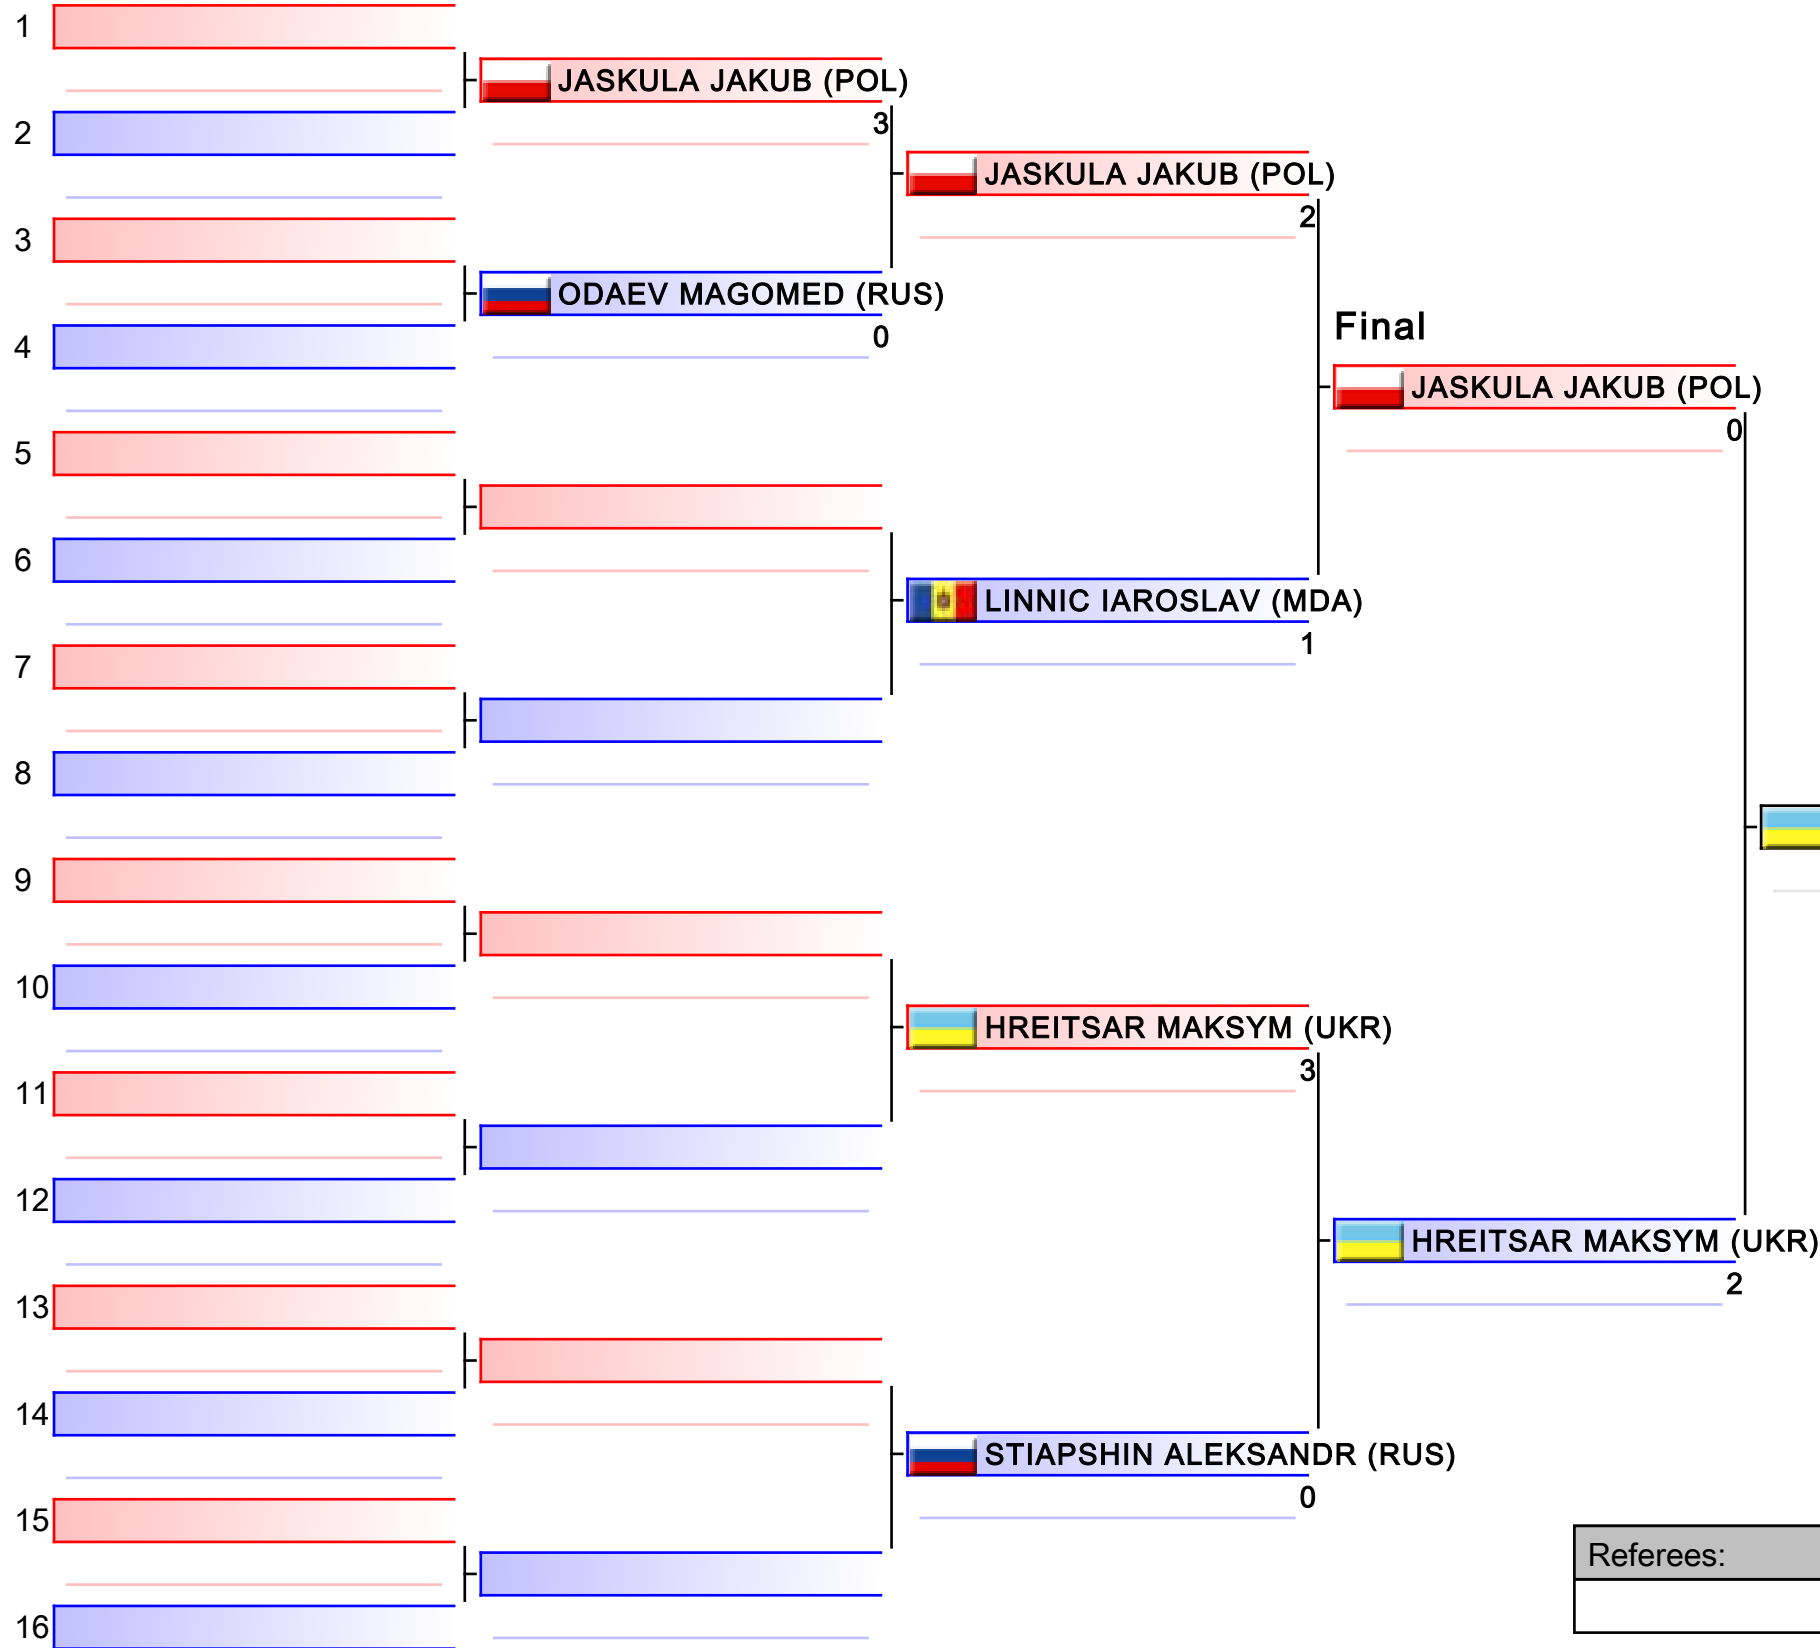 1
JASKULA JAKUB (POL)
3
2
JASKULA JAKUB (POL)
2
3
ODAEV MAGOMED (RUS)
0
4
Final
JASKULA JAKUB (POL)
0
5
6
LINNIC IAROSLAV (MDA)
1
7
8
9
10
HREITSAR MAKSYM (UKR)
3
11
12
HREITSAR MAKSYM (UKR)
2
13
14
STIAPSHIN ALEKSANDR (RUS)
0
15
Referees:
16